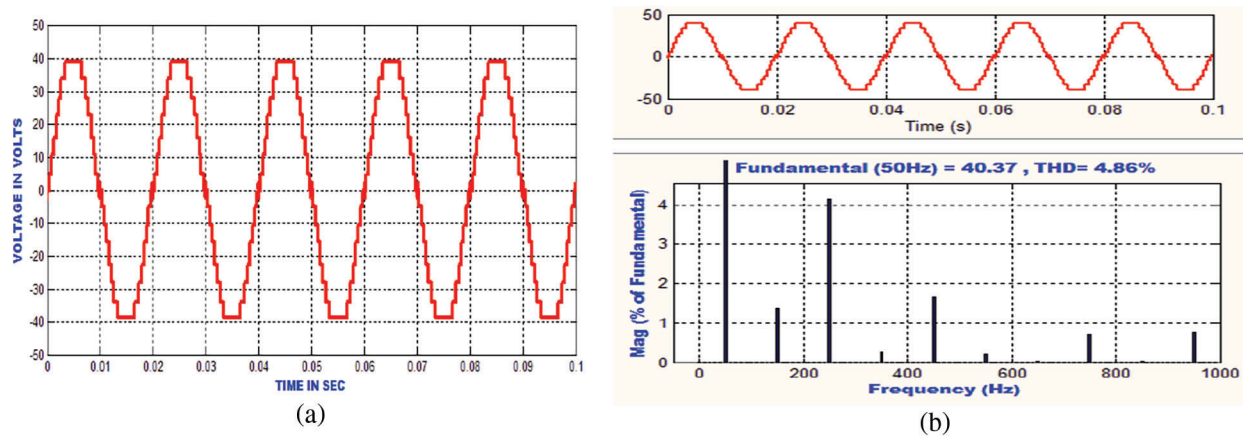 50
40
30
20
10
0
-10
-20
-30
-40
-50
VOLTAGE IN VOLTS
0 0.01 0.02 0.03 0.04 0.05 0.06 0.07 0.08 0.09 0.1
TIME IN SEC
(a)
50
0
-50
0 0.02 0.04 0.06 0.08 0.1
Time (s)
Fundamental (50Hz) = 40.37 , THD= 4.86%
4
3
2
1
0
Mag (% of Fundamental)
0 200 400 600 800 1000
Frequency (Hz)
(b)